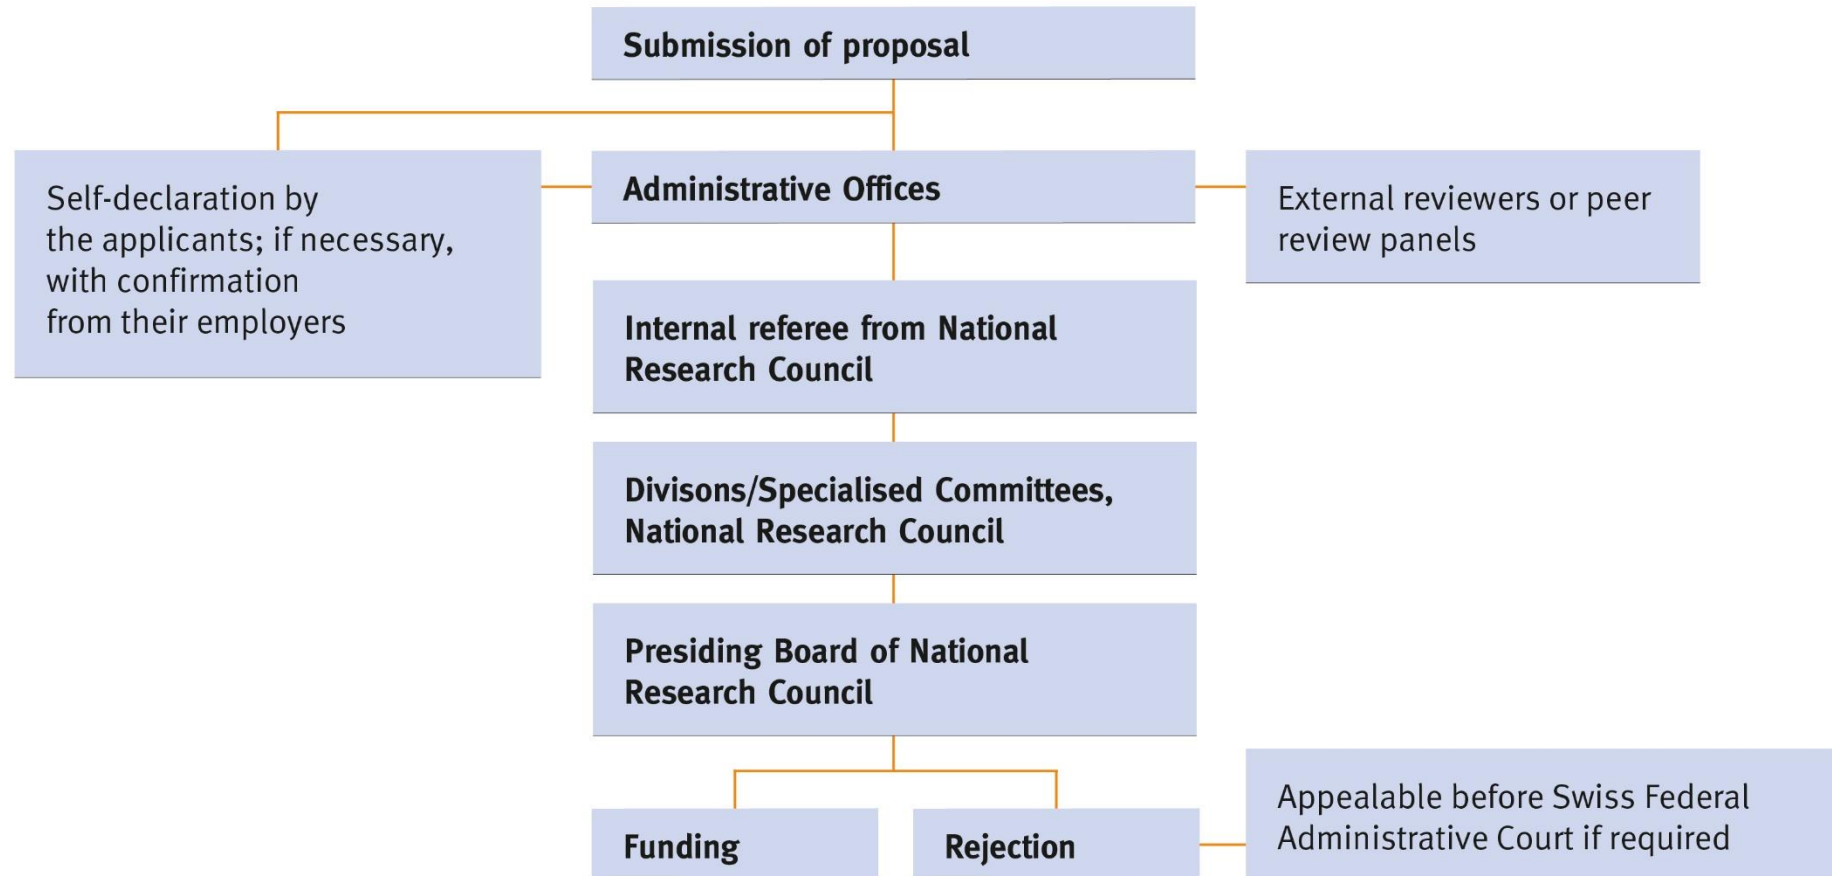 Submission of proposal
Self-declaration by
the applicants; if necessary,
with confirmation
from their employers
Administrative Offices
External reviewers or peer
review panels
Internal referee from National
Research Council
Divisons/Specialised Committees,
National Research Council
Presiding Board of National
Research Council
Funding
Rejection
Appealable before Swiss Federal
Administrative Court if required